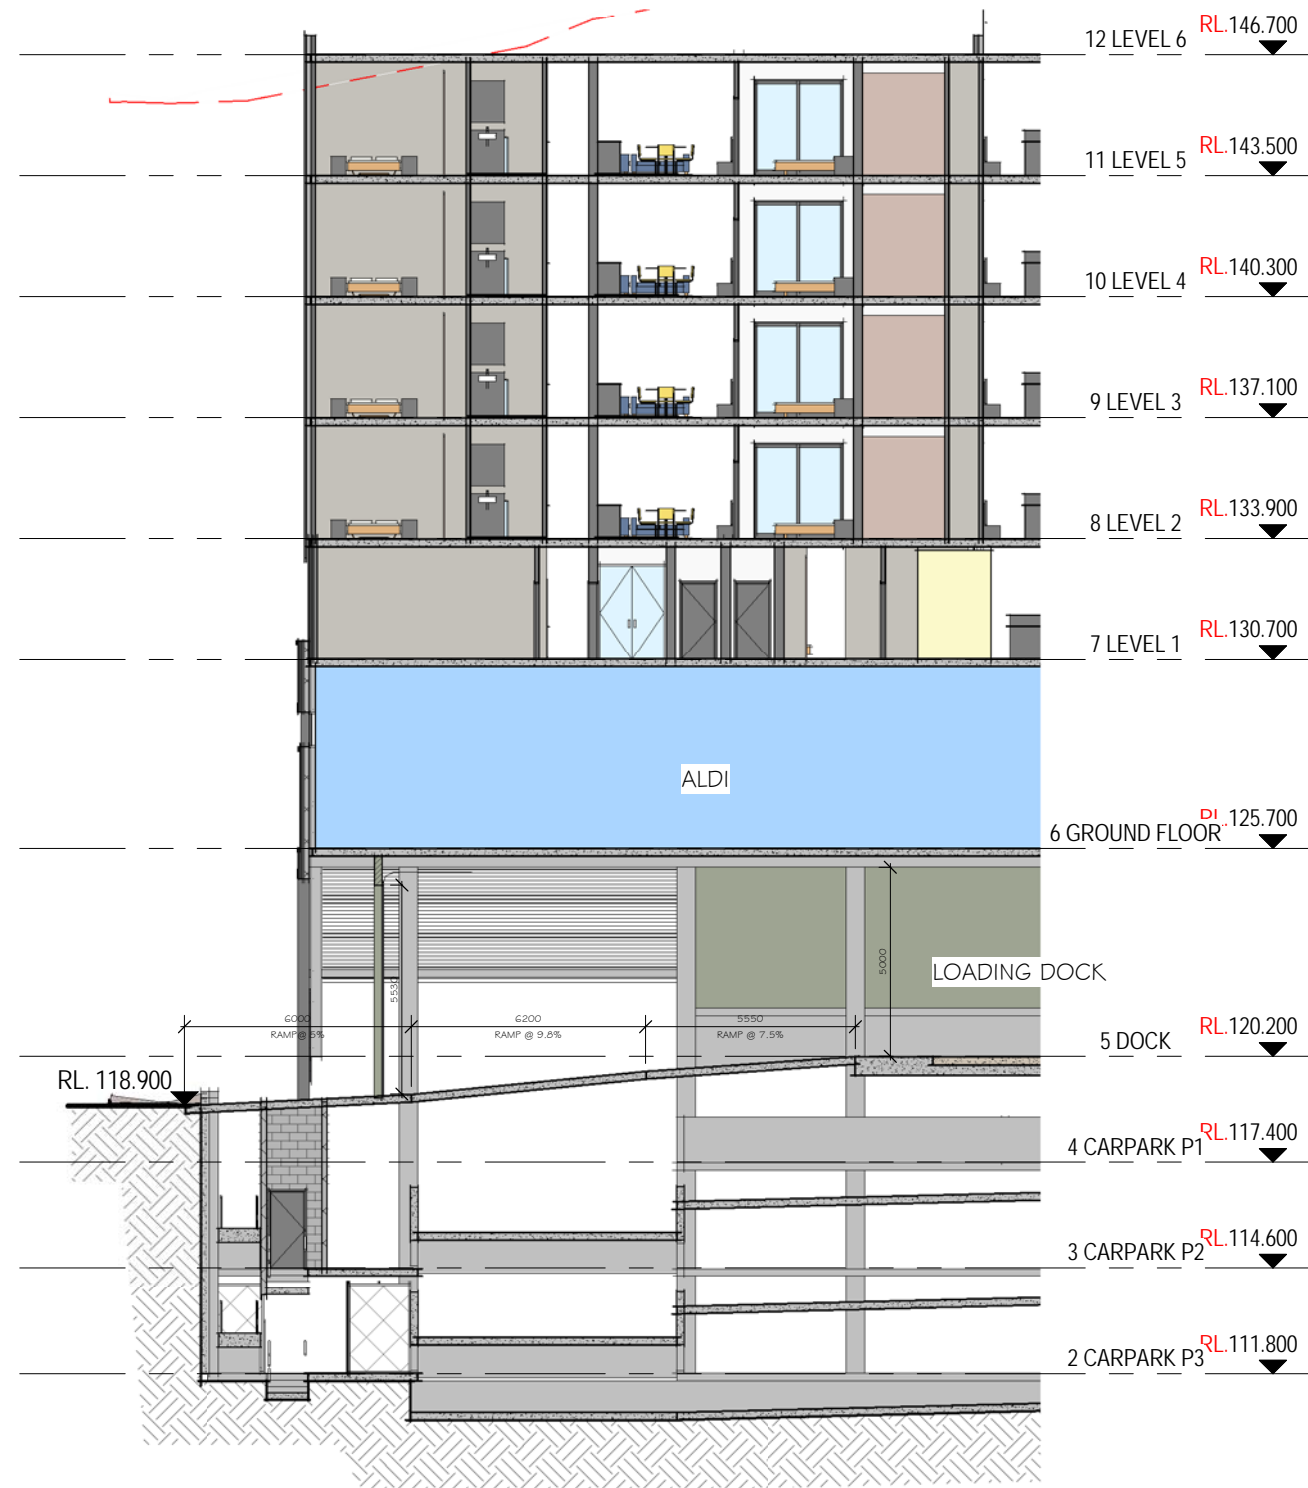 12 LEVEL 6 RL.146.700
11 LEVEL 5 RL.143.500
10 LEVEL 4 RL.140.300
9 LEVEL 3 RL.137.100
8 LEVEL 2 RL.133.900
7 LEVEL 1 RL.130.700
ALDI
6 GROUND FLOOR RL.125.700
5000
LOADING DOCK
5530
6000 6200 5550
RAMP @ 5% RAMP @ 9.8% RAMP @ 7.5%
5 DOCK RL.120.200
RL. 118.900
4 CARPARK P1 RL.117.400
3 CARPARK P2 RL.114.600
2 CARPARK P3 RL.111.800